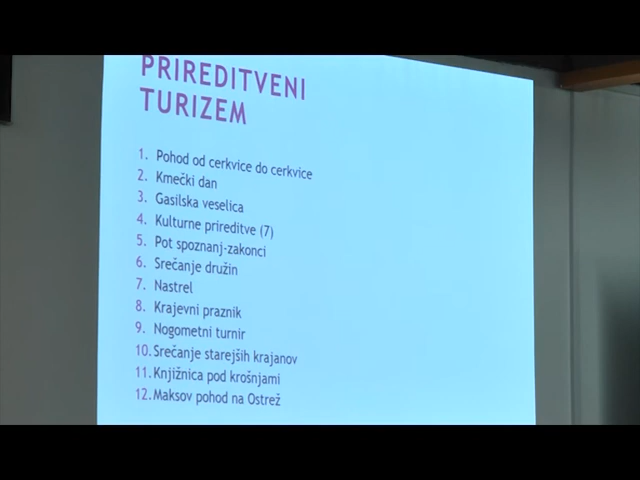 PRIREDITVENI
TURIZEM
1. Pohod od cerkvice do cerkvice
2. Kmečki dan
3. Gasilska veselica
4. Kulturne prireditve (7)
5. Pot spoznanj-zakonci
6. Srečanje družin
7. Nastrel
8. Krajevni praznik
9. Nogometni turnir
10. Srečanje starejših krajanov
11. Knjižnica pod krošnjami
12. Maksov pohod na Ostrež